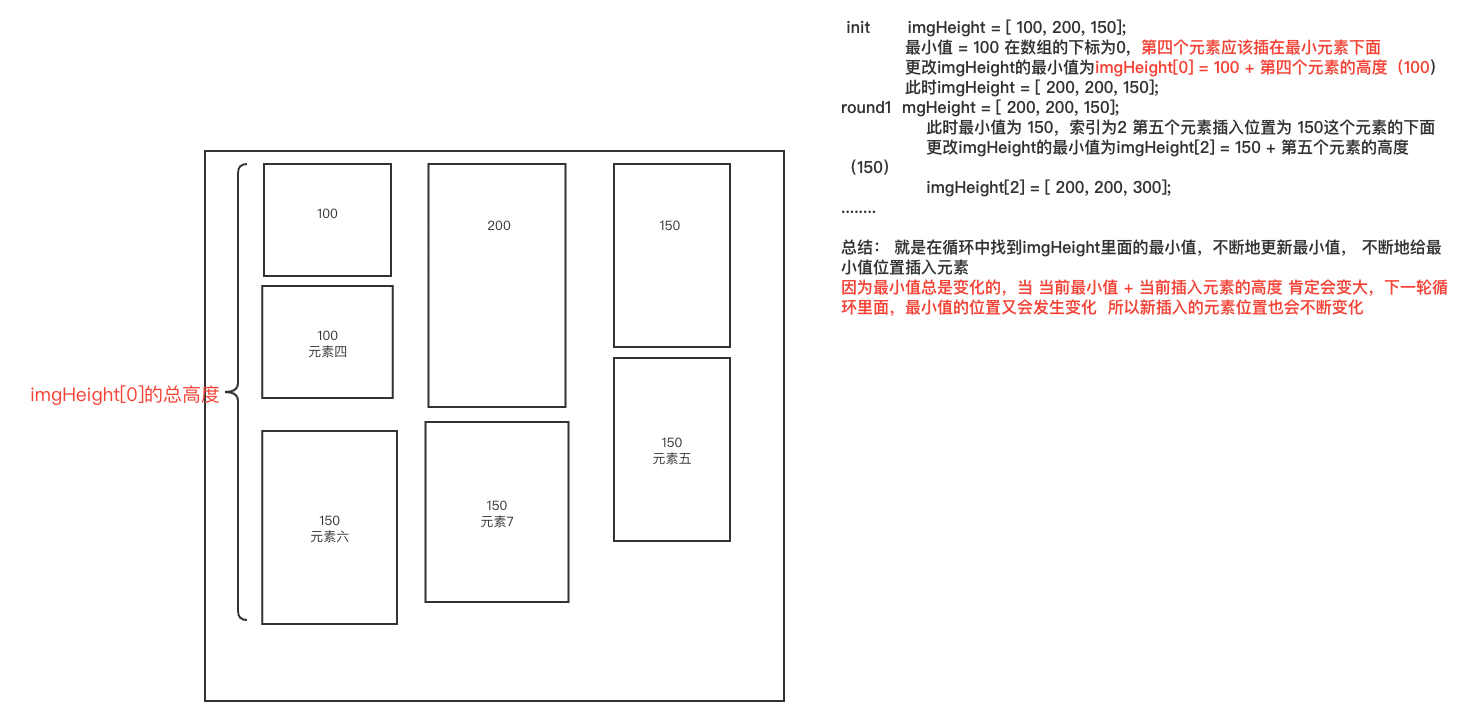 init imgHeight = [ 100, 200, 150];
最小值 = 100 在数组的下标为0，第四个元素应该插在最小元素下面
更改imgHeight的最小值为imgHeight[0] = 100 + 第四个元素的高度（100）
此时imgHeight = [ 200, 200, 150];
round1 mgHeight = [ 200, 200, 150];
此时最小值为 150，索引为2 第五个元素插入位置为 150这个元素的下面
更改imgHeight的最小值为imgHeight[2] = 150 + 第五个元素的高度
（150）
imgHeight[2] = [ 200, 200, 300];
........
总结： 就是在循环中找到imgHeight里面的最小值，不断地更新最小值， 不断地给最
小值位置插入元素
因为最小值总是变化的，当 当前最小值 + 当前插入元素的高度 肯定会变大，下一轮循
环里面，最小值的位置又会发生变化 所以新插入的元素位置也会不断变化
imgHeight[0]的总高度
100
200
150
100
元素四
150
元素五
150
元素六
150
元素7